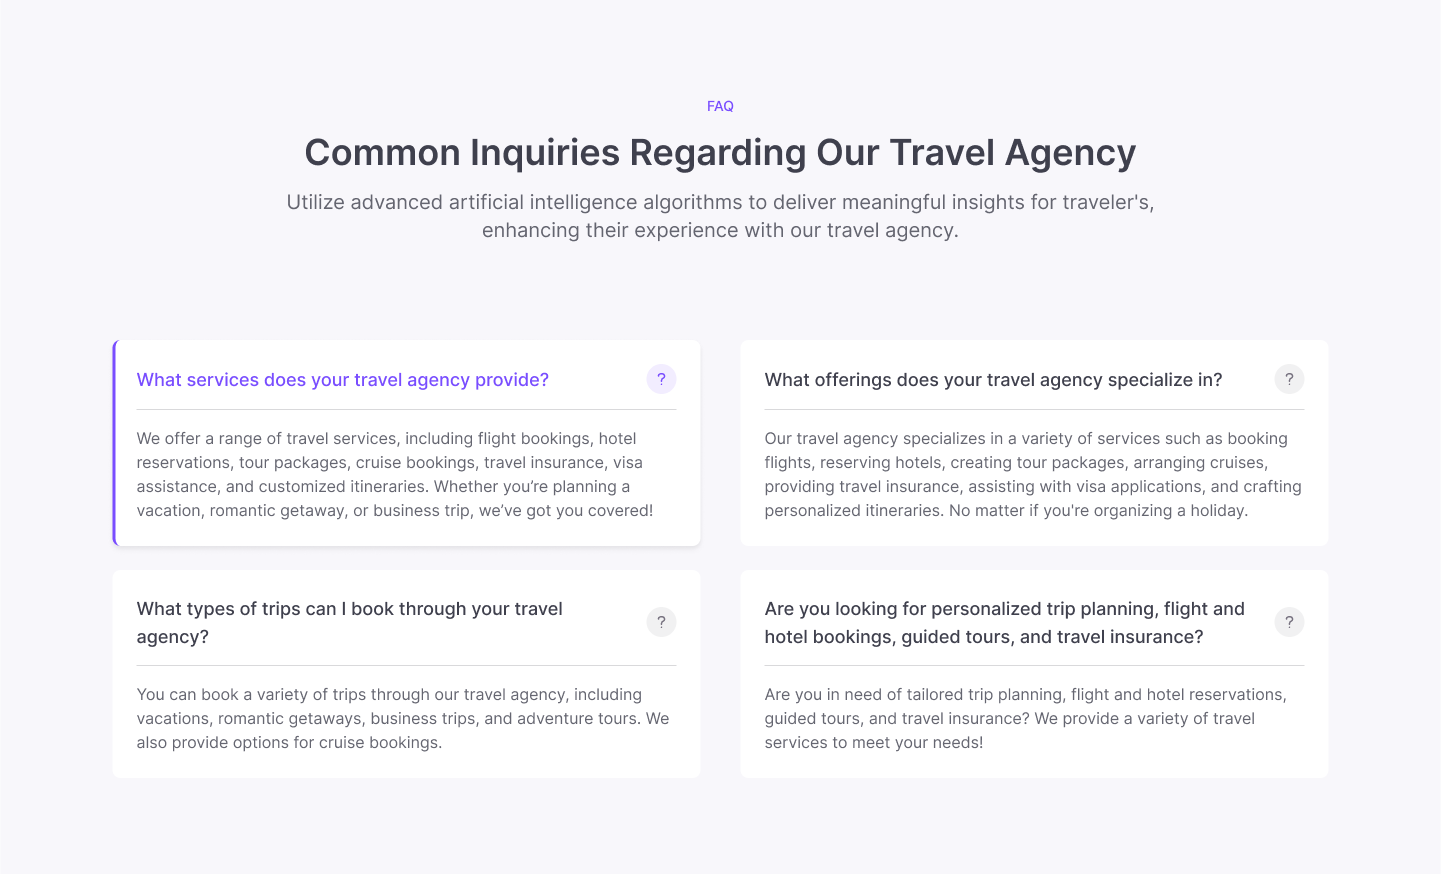 FAQ
Common Inquiries Regarding Our Travel Agency
Utilize advanced artificial intelligence algorithms to deliver meaningful insights for traveler's,
enhancing their experience with our travel agency.
What services does your travel agency provide?
?
We offer a range of travel services, including flight bookings, hotel
reservations, tour packages, cruise bookings, travel insurance, visa
assistance, and customized itineraries. Whether you’re planning a
vacation, romantic getaway, or business trip, we’ve got you covered!
What offerings does your travel agency specialize in?
?
Our travel agency specializes in a variety of services such as booking
flights, reserving hotels, creating tour packages, arranging cruises,
providing travel insurance, assisting with visa applications, and crafting
personalized itineraries. No matter if you're organizing a holiday.
What types of trips can I book through your travel
agency?
?
You can book a variety of trips through our travel agency, including
vacations, romantic getaways, business trips, and adventure tours. We
also provide options for cruise bookings.
Are you looking for personalized trip planning, flight and
hotel bookings, guided tours, and travel insurance?
?
Are you in need of tailored trip planning, flight and hotel reservations,
guided tours, and travel insurance? We provide a variety of travel
services to meet your needs!